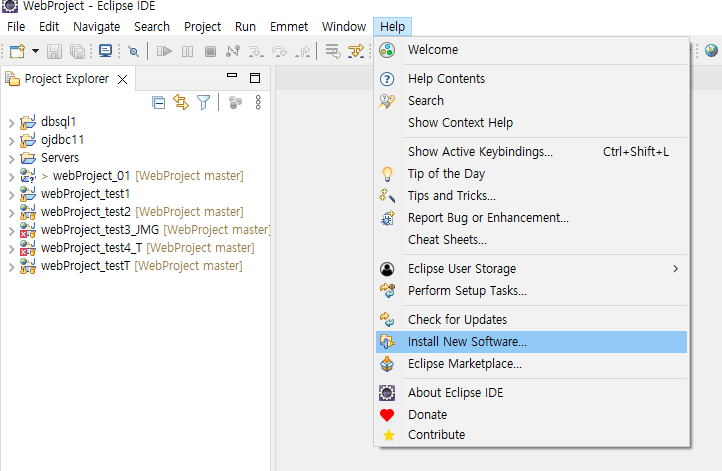 WebProject - Eclipse IDE
File Edit Navigate Search Project Run Emmet Window Help
Project Explorer
dbsql1
ojdbc11
Servers
> webProject_01 [WebProject master]
webProject_test1
webProject_test2 [WebProject master]
webProject_test3_JMG [WebProject master]
webProject_test4_T [WebProject master]
webProject_testT [WebProject master]
Welcome
Help Contents
Search
Show Context Help
Show Active Keybindings... Ctrl+Shift+L
Tip of the Day
Tips and Tricks...
Report Bug or Enhancement...
Cheat Sheets...
Eclipse User Storage
Perform Setup Tasks...
Check for Updates
Install New Software...
Eclipse Marketplace...
About Eclipse IDE
Donate
Contribute